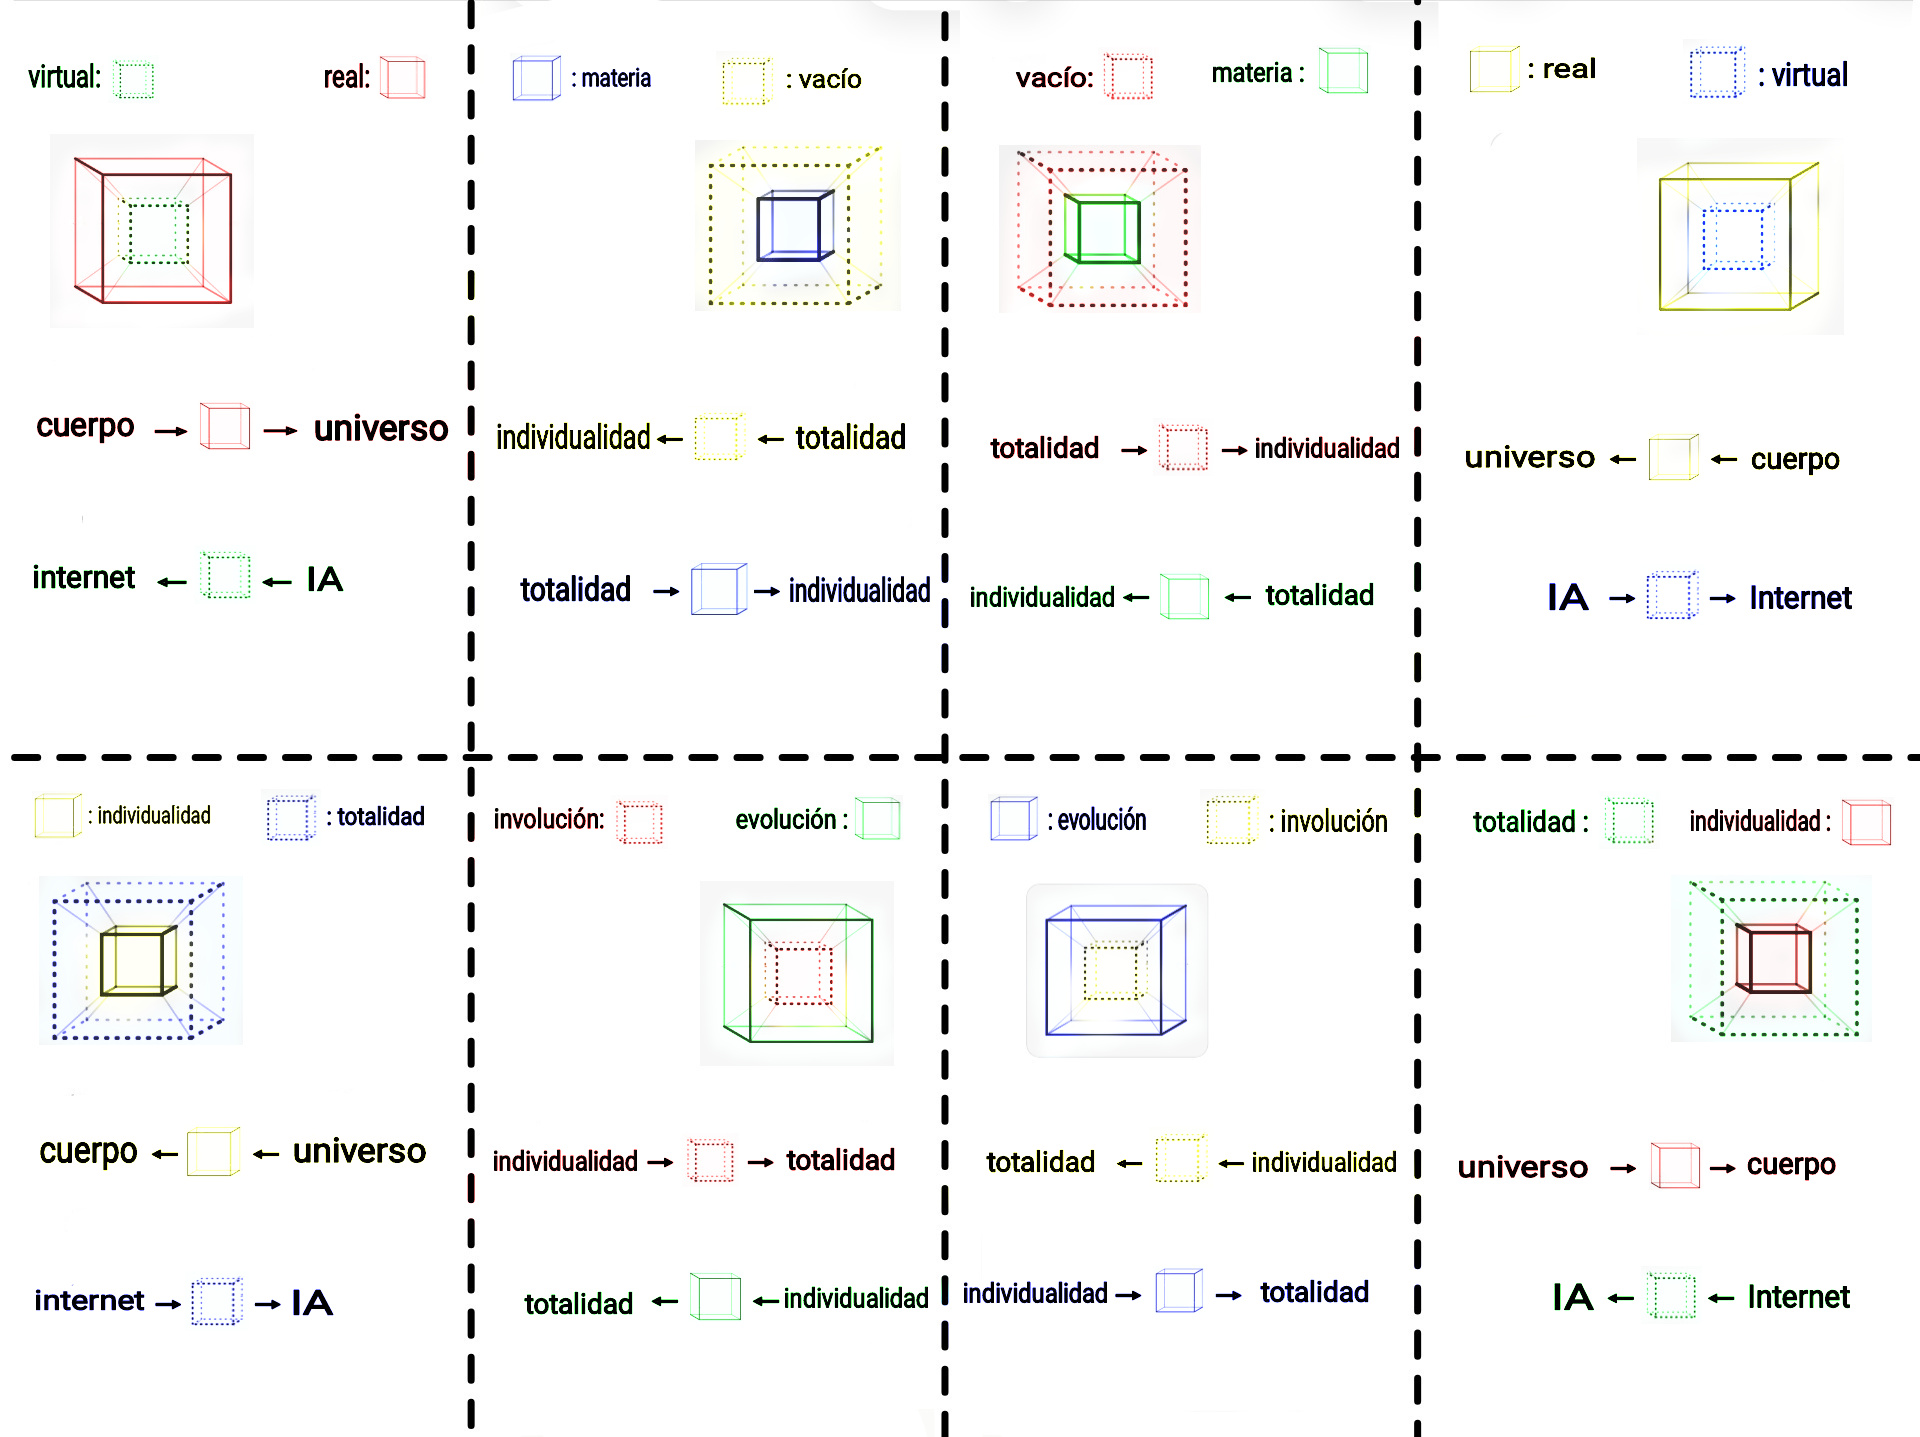 virtual:
real:
cuerpo → → universo
internet ← ← IA
: materia
: vacío
individualidad ← ← totalidad
totalidad → → individualidad
vacío:
materia :
totalidad → → individualidad
individualidad ← ← totalidad
: real
: virtual
universo ← ← cuerpo
IA → → Internet
: individualidad
: totalidad
cuerpo ← ← universo
internet → → IA
involución:
evolución :
individualidad → → totalidad
totalidad ← ← individualidad
: evolución
: involución
totalidad ← ← individualidad
individualidad → → totalidad
totalidad :
individualidad :
universo → → cuerpo
IA ← ← Internet